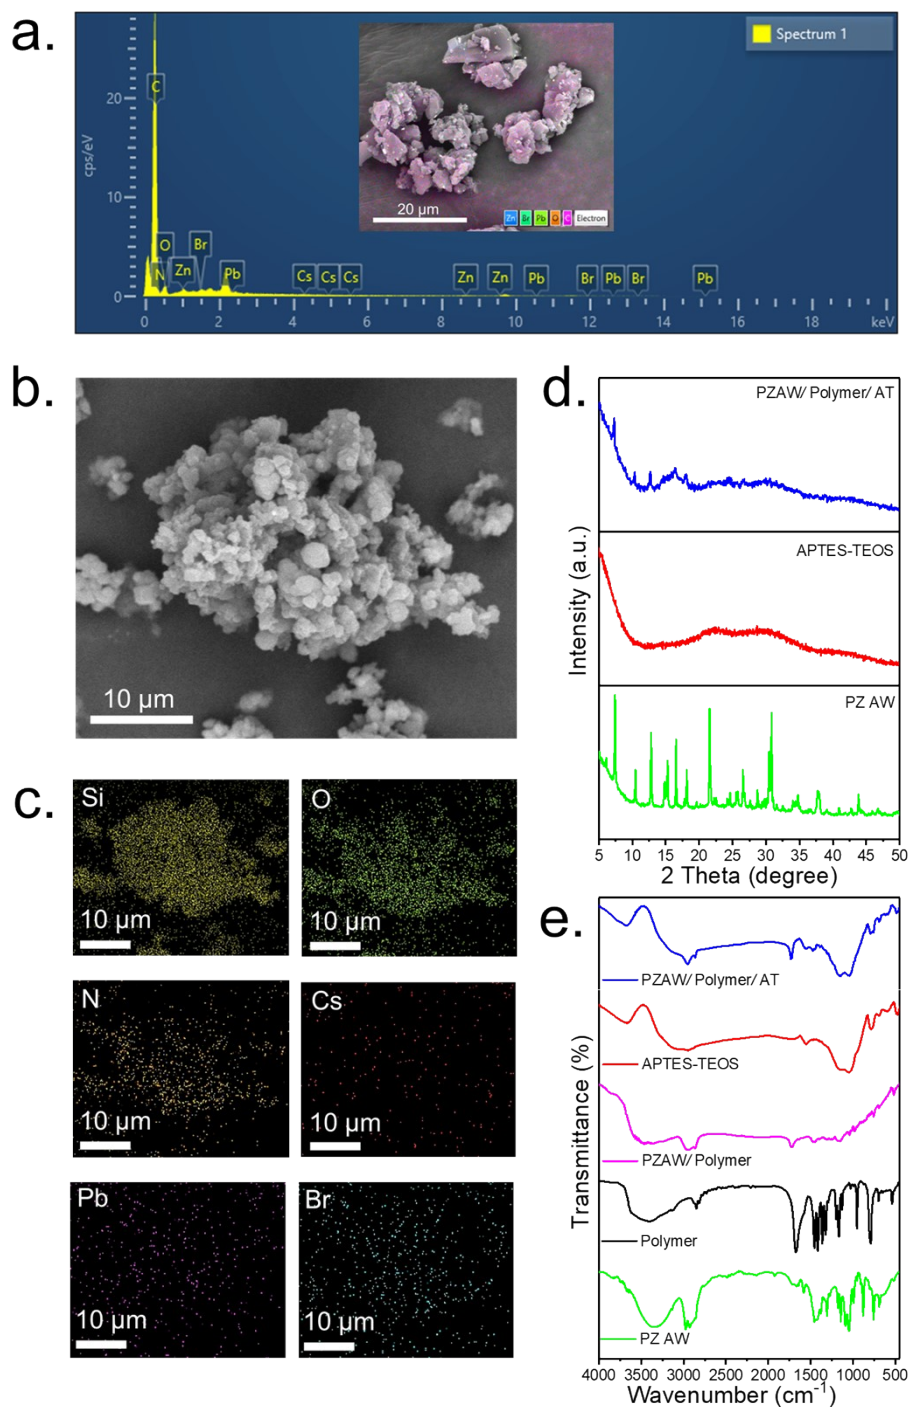 a.
Spectrum 1
cps/eV
20
10
0
C
O
N
Zn
Br
Pb
Cs
Cs
Cs
Zn
Zn
Pb
Br
Pb
Br
Pb
0 2 4 6 8 10 12 14 16 18 keV
20 µm
Zn Br Pb O C Electron
b.
10 µm
c.
Si
10 µm
O
10 µm
N
10 µm
Cs
10 µm
Pb
10 µm
Br
10 µm
d.
PZAW/ Polymer/ AT
APTES-TEOS
PZ AW
Intensity (a.u.)
5 10 15 20 25 30 35 40 45 50
2 Theta (degree)
e.
PZAW/ Polymer/ AT
APTES-TEOS
PZAW/ Polymer
Polymer
PZ AW
Transmittance (%)
4000 3500 3000 2500 2000 1500 1000 500
Wavenumber (cm⁻¹)